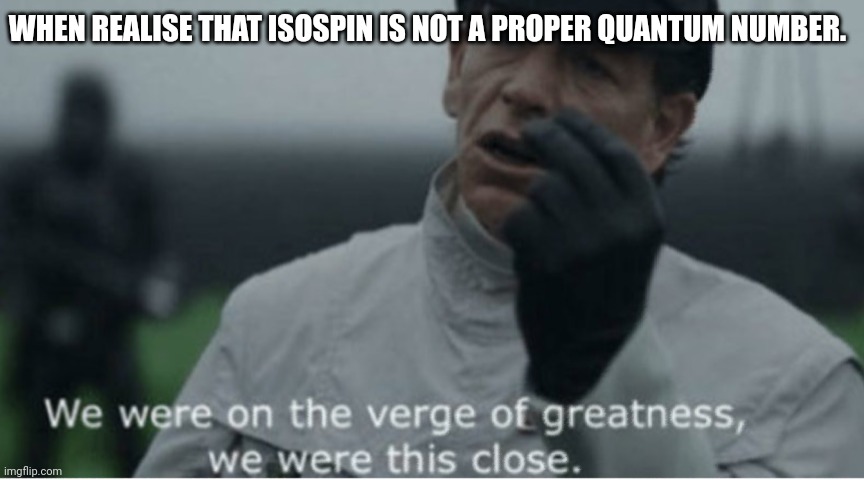 WHEN REALISE THAT ISOSPIN IS NOT A PROPER QUANTUM NUMBER.
We were on the verge of greatness,
we were this close.
imgflip.com